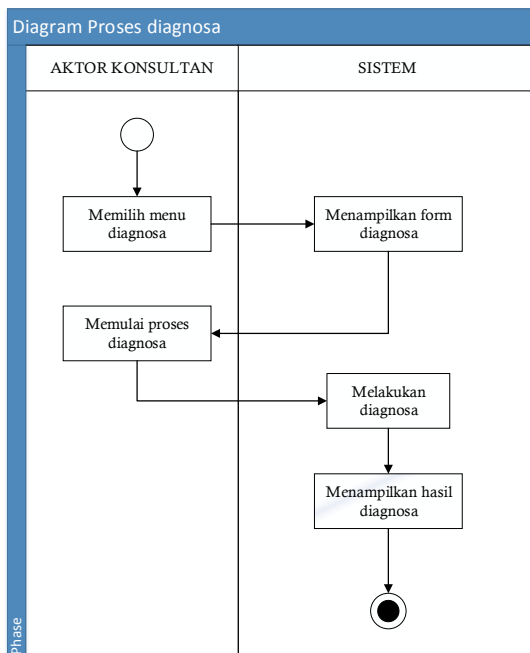 Diagram Proses diagnosa
AKTOR KONSULTAN
SISTEM
Memilih menu
diagnosa
Menampilkan form
diagnosa
Memulai proses
diagnosa
Melakukan
diagnosa
Menampilkan hasil
diagnosa
Phase